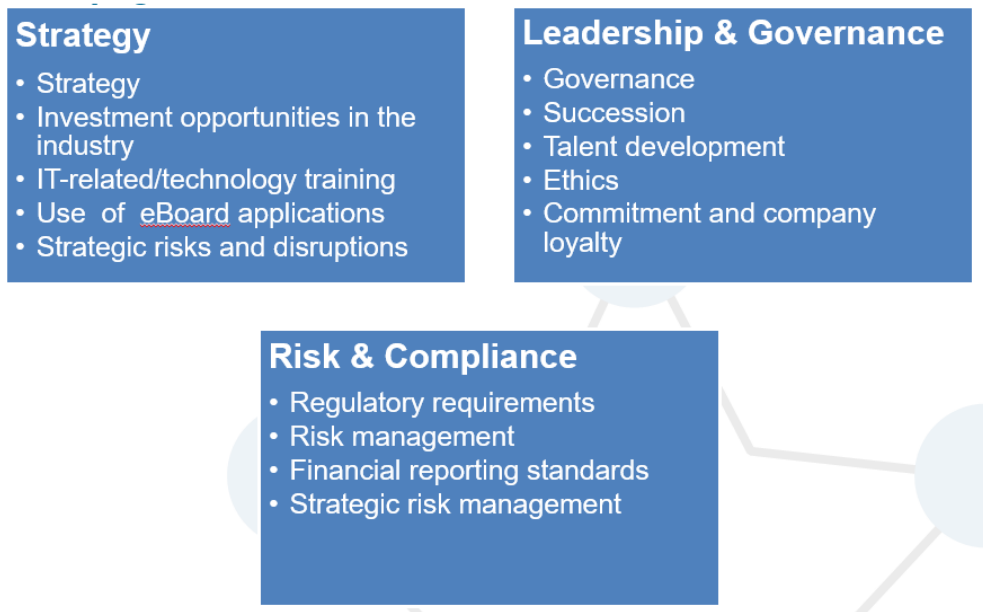 Strategy
• Strategy
• Investment opportunities in the
industry
• IT-related/technology training
• Use of eBoard applications
• Strategic risks and disruptions
Leadership & Governance
• Governance
• Succession
• Talent development
• Ethics
• Commitment and company
loyalty
Risk & Compliance
• Regulatory requirements
• Risk management
• Financial reporting standards
• Strategic risk management